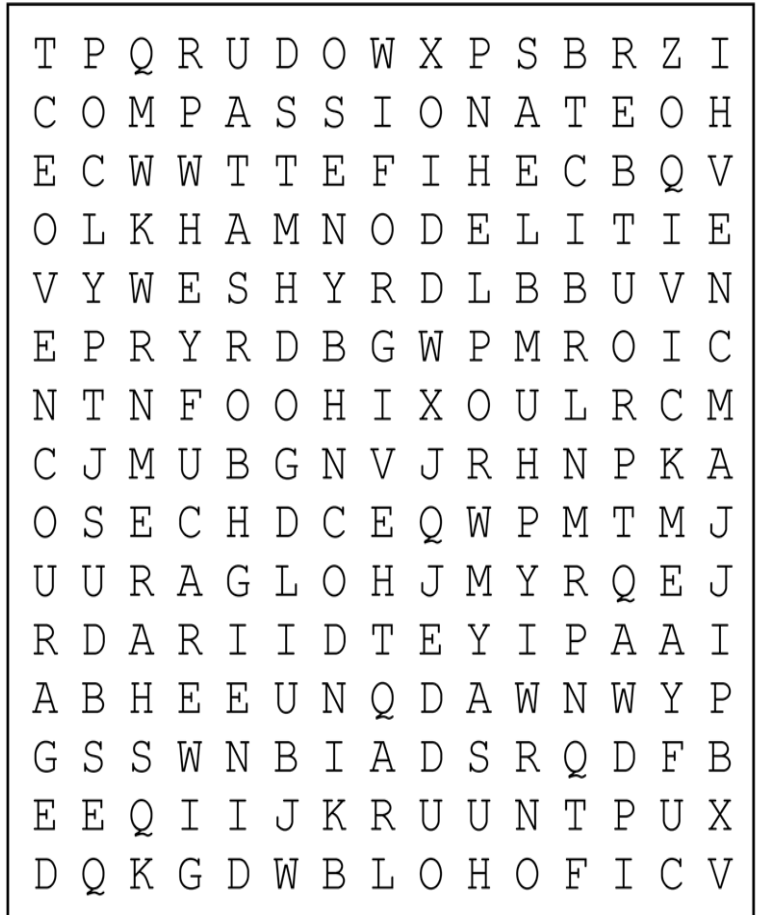 T P Q R U D O W X P S B R Z I
C O M P A S S I O N A T E O H
E C W W T T E F I H E C B Q V
O L K H A M N O D E L I T I E
V Y W E S H Y R D L B B U V N
E P R Y R D B G W P M R O I C
N T N F O O H I X O U L R C M
C J M U B G N V J R H N P K A
O S E C H D C E Q W P M T M J
U U R A G L O H J M Y R Q E J
R D A R I I D T E Y I P A A I
A B H E E U N Q D A W N W Y P
G S S W N B I A D S R Q D F B
E E Q I I J K R U U N T P U X
D Q K G D W B L O H O F I C V